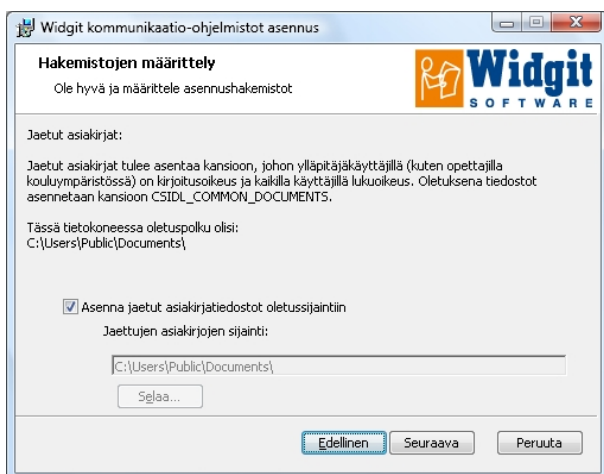 Widgit kommunikaatio-ohjelmistot asennus
Hakemistojen määrittely
Ole hyvä ja määrittele asennushakemistot
Widgit
SOFTWARE
Jaetut asiakirjat:
Jaetut asiakirjat tulee asentaa kansioon, johon ylläpitäjäkäyttäjillä (kuten opettajilla
kouluympäristössä) on kirjoitusoikeus ja kaikilla käyttäjillä lukuoikeus. Oletuksena tiedostot
asennetaan kansioon CSIDL_COMMON_DOCUMENTS.
Tässä tietokoneessa oletuspolku olisi:
C:\Users\Public\Documents\
Asenna jaetut asiakirjatiedostot oletussijaintiin
Jaettujen asiakirjojen sijainti:
C:\Users\Public\Documents\
Selaa...
Edellinen Seuraava Peruuta